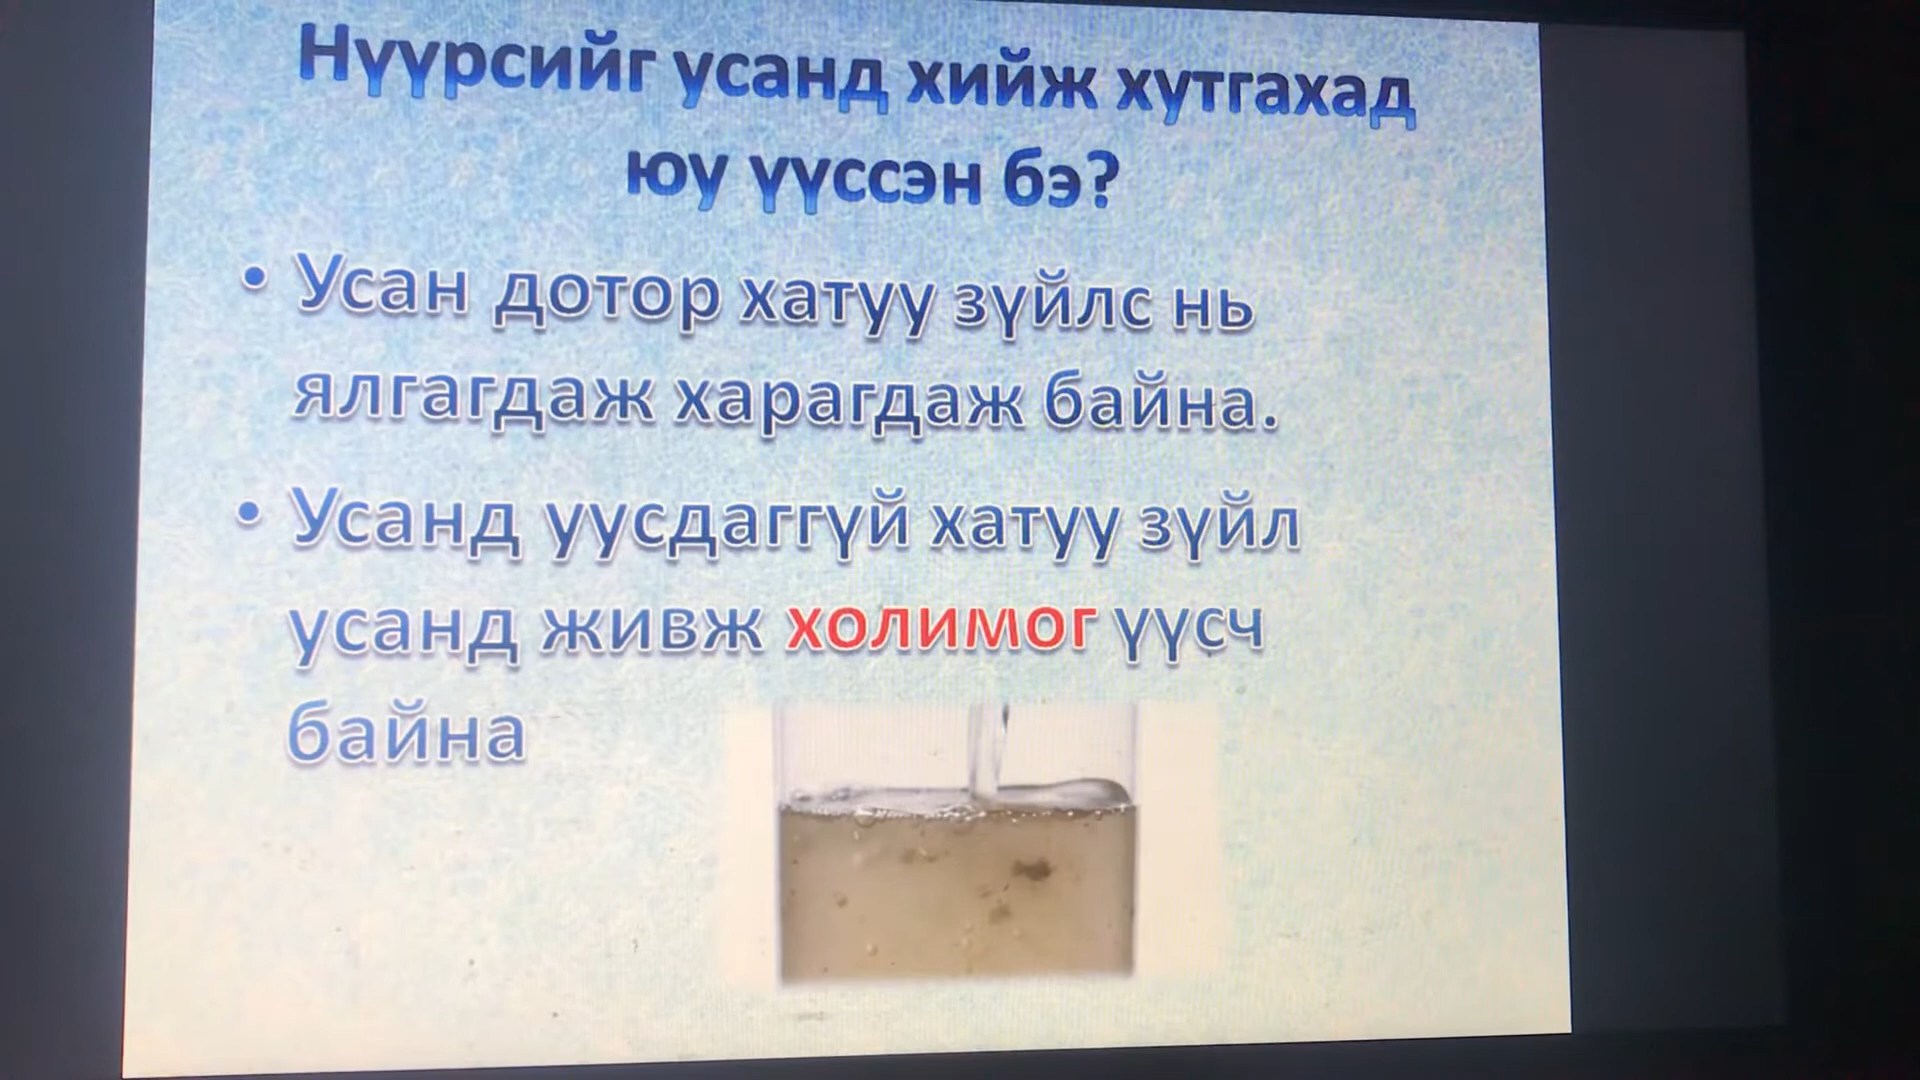 Нүүрсийг усанд хийж хутгахад
юу үүссэн бэ?
• Усан дотор хатуу зүйлс нь
ялгагдаж харагдаж байна.
• Усанд уусдаггүй хатуу зүйл
усанд живж холимог үүсч
байна